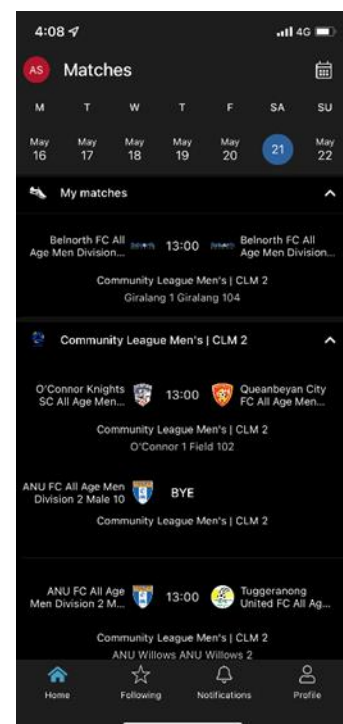 4:08
4G
AS
Matches
M T W T F SA SU
May May May May May May
16 17 18 19 20 21 22
My matches
Belnorth FC All 13:00 Belnorth FC All
Age Men Division... Age Men Division...
Community League Men's | CLM 2
Giralang 1 Giralang 104
Community League Men's | CLM 2
O'Connor Knights 13:00 Queanbeyan City
SC All Age Men... FC All Age Men...
Community League Men's | CLM 2
O'Connor 1 Field 102
ANU FC All Age Men BYE
Division 2 Male 10
Community League Men's | CLM 2
ANU FC All Age 13:00 Tuggeranong
Men Division 2 M... United FC All Ag...
Community League Men's | CLM 2
ANU Willows ANU Willows 2
Home Following Notifications Profile